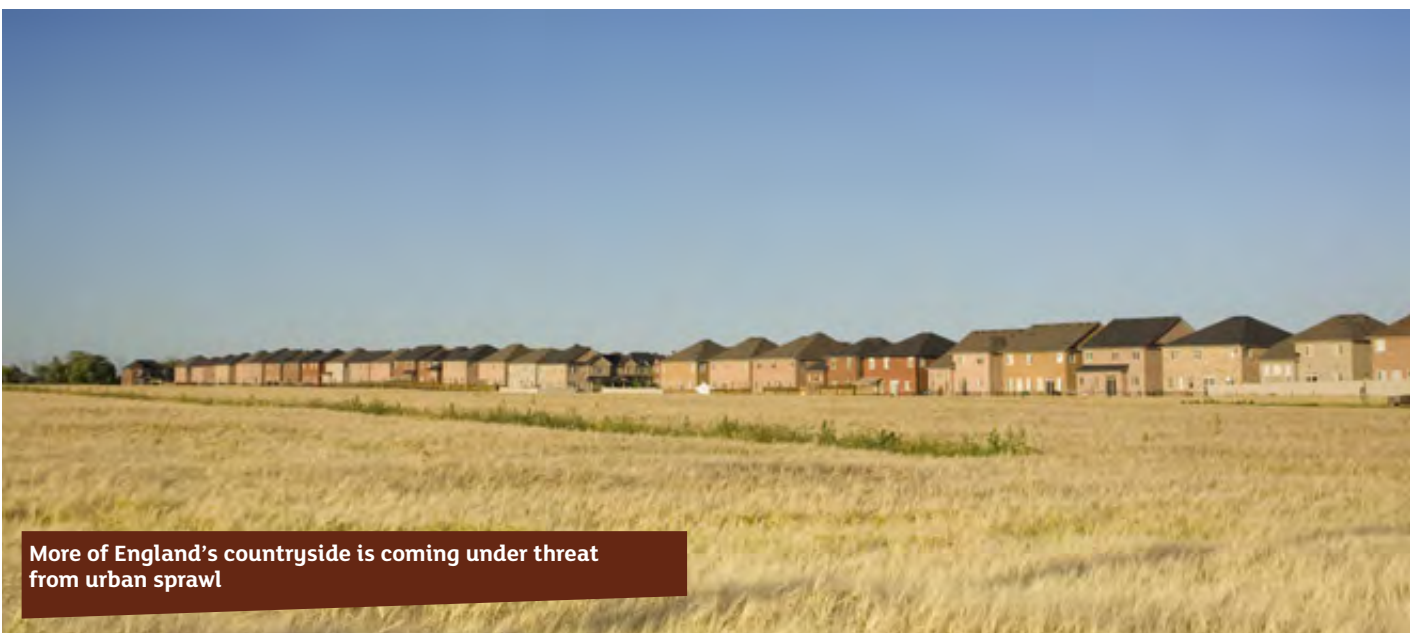 More of England's countryside is coming under threat
from urban sprawl